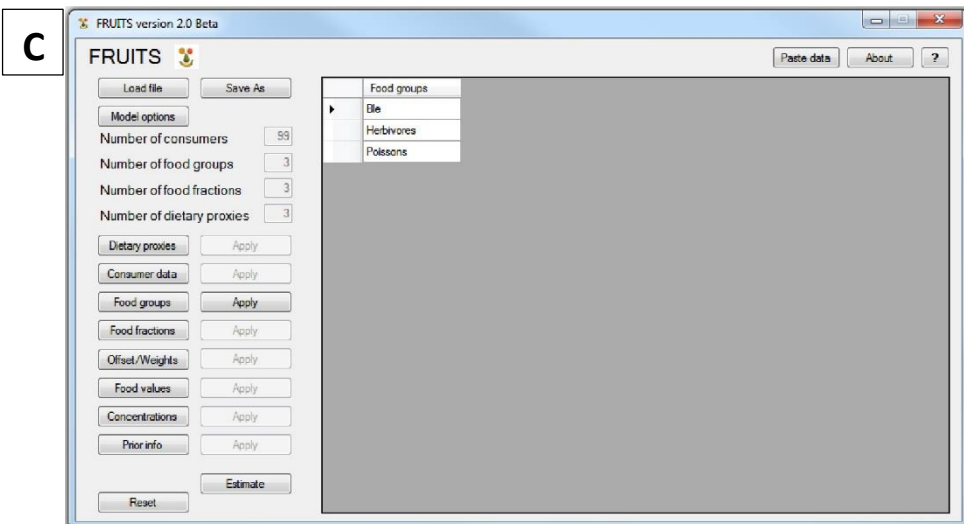 C
FRUITS version 2.0 Beta
FRUITS
Paste data About ?
Load file Save As
Model options
Number of consumers 99
Number of food groups 3
Number of food fractions 3
Number of dietary proxies 3
Dietary proxies Apply
Consumer data Apply
Food groups Apply
Food fractions Apply
Offset/Weights Apply
Food values Apply
Concentrations Apply
Prior info Apply
Estimate
Reset
Food groups
Ble
Herbivores
Poissons